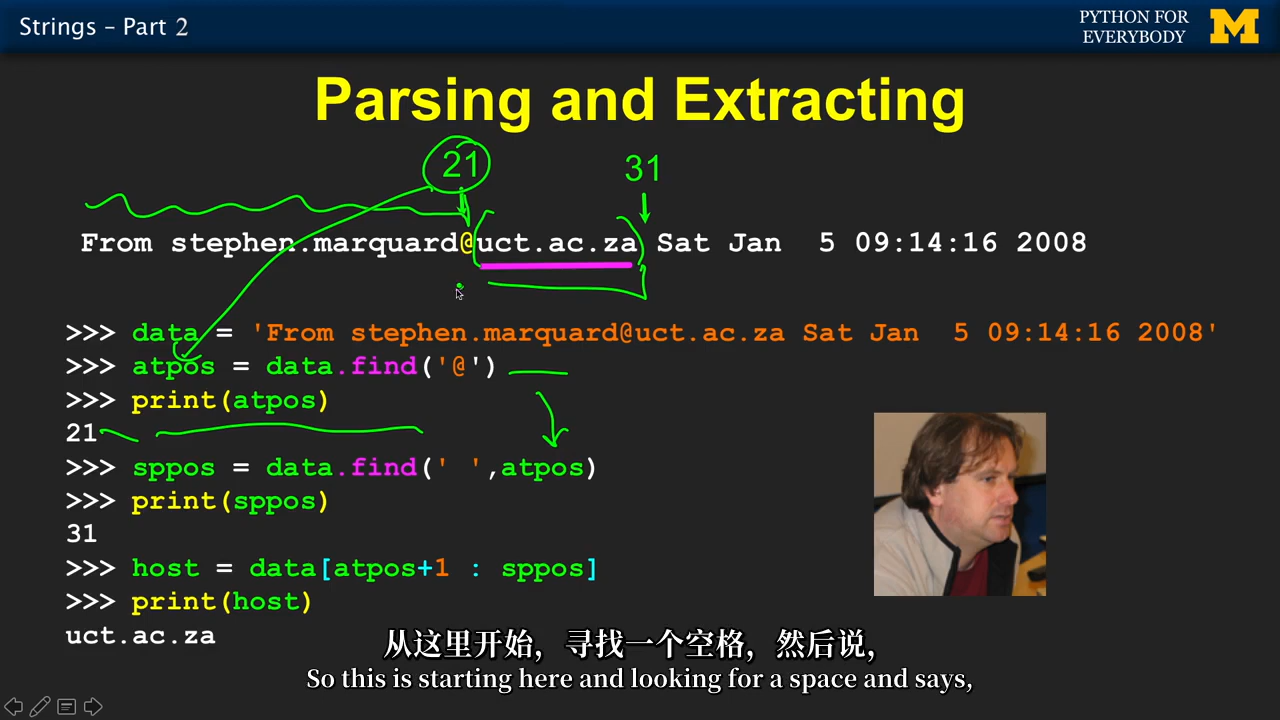 Strings – Part 2
PYTHON FOR
EVERYBODY
M
Parsing and Extracting
21
31
From stephen.marquard@uct.ac.za Sat Jan  5 09:14:16 2008
>>> data = 'From stephen.marquard@uct.ac.za Sat Jan  5 09:14:16 2008'
>>> atpos = data.find('@')
>>> print(atpos)
21
>>> sppos = data.find(' ',atpos)
>>> print(sppos)
31
>>> host = data[atpos+1 : sppos]
>>> print(host)
uct.ac.za
从这里开始，寻找一个空格，然后说，
So this is starting here and looking for a space and says,